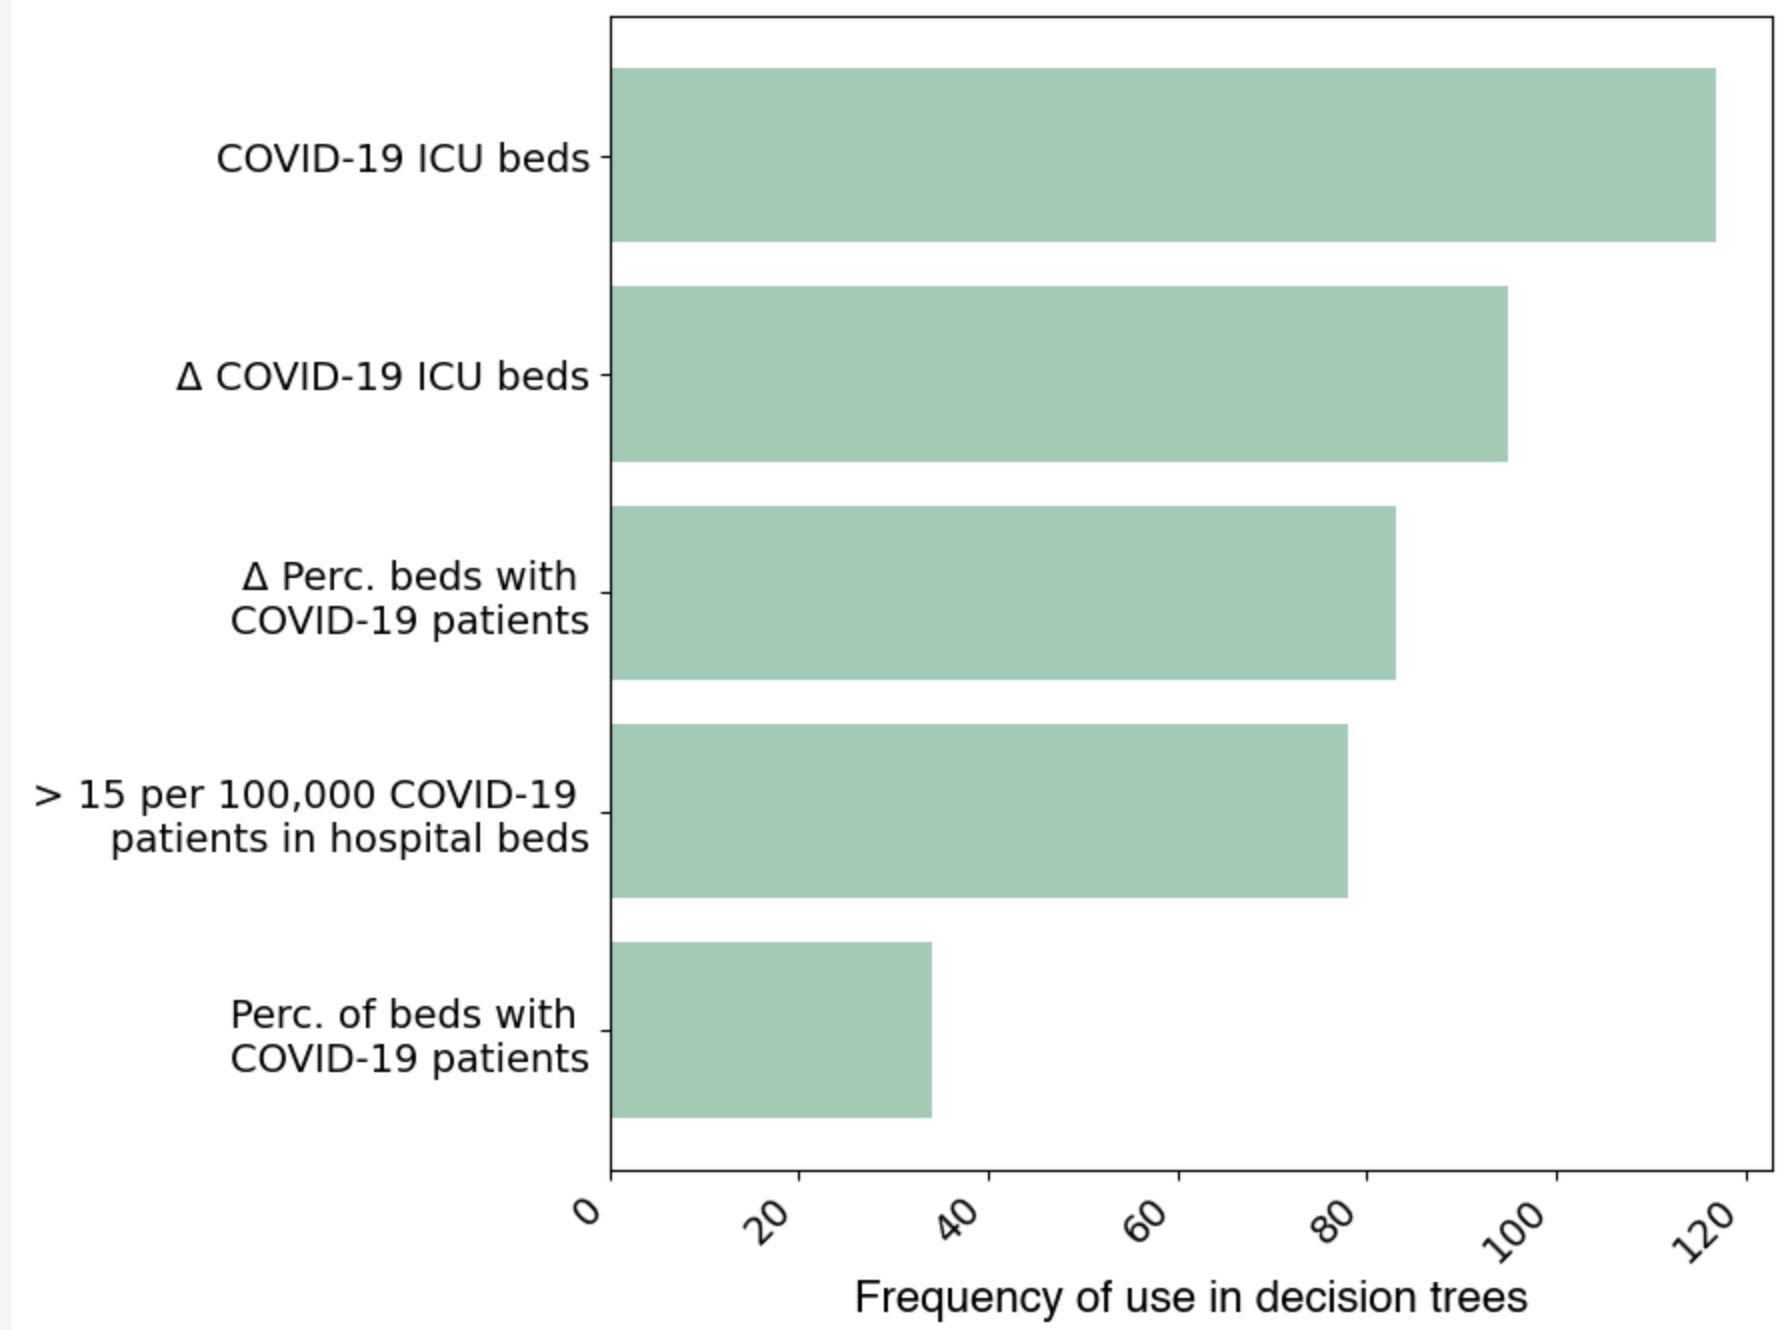 COVID-19 ICU beds
Δ COVID-19 ICU beds
Δ Perc. beds with
COVID-19 patients
> 15 per 100,000 COVID-19
patients in hospital beds
Perc. of beds with
COVID-19 patients
0
20
40
60
80
100
120
Frequency of use in decision trees